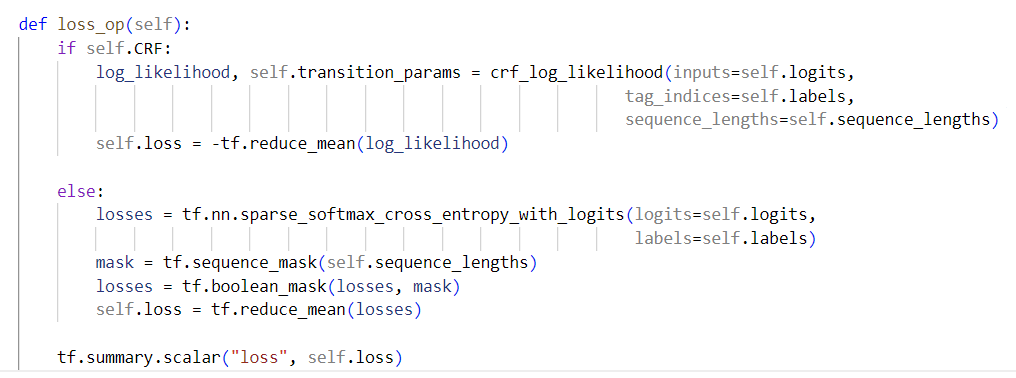 def loss_op(self):
    if self.CRF:
        log_likelihood, self.transition_params = crf_log_likelihood(inputs=self.logits,
                                                               tag_indices=self.labels,
                                                               sequence_lengths=self.sequence_lengths)
        self.loss = -tf.reduce_mean(log_likelihood)

    else:
        losses = tf.nn.sparse_softmax_cross_entropy_with_logits(logits=self.logits,
                                                                labels=self.labels)
        mask = tf.sequence_mask(self.sequence_lengths)
        losses = tf.boolean_mask(losses, mask)
        self.loss = tf.reduce_mean(losses)

    tf.summary.scalar("loss", self.loss)